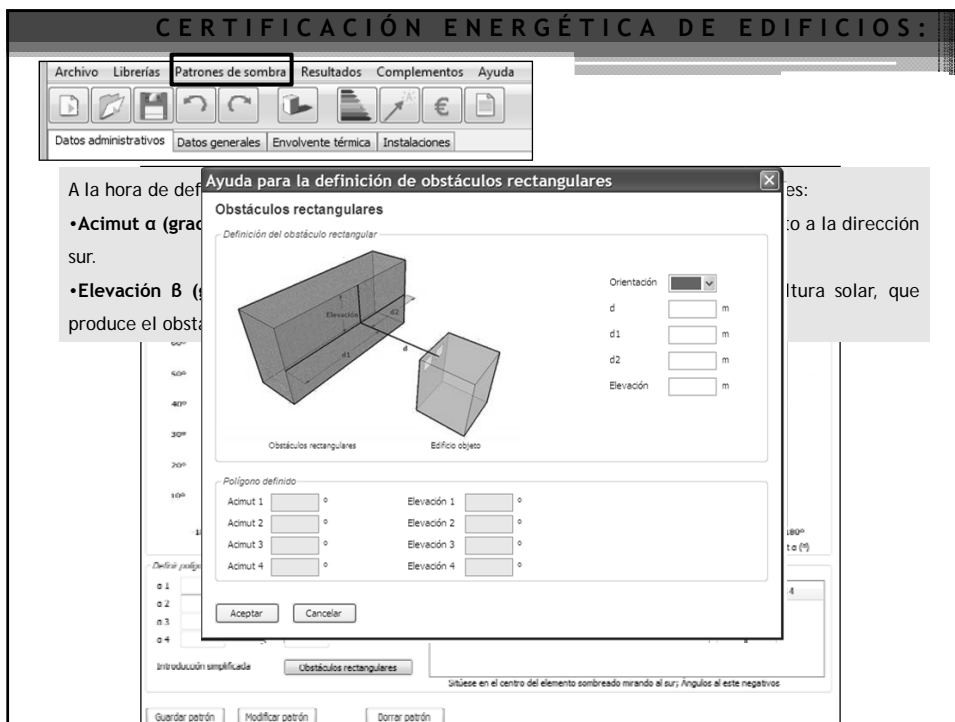 CERTIFICACIÓN ENERGÉTICA DE EDIFICIOS:
Archivo Librerías Patrones de sombra Resultados Complementos Ayuda
Datos administrativos Datos generales Envolvente térmica Instalaciones
A la hora de def es:
•Acimut α (grad to a la dirección
sur.
•Elevación ß (g ltura solar, que
produce el obstá
Ayuda para la definición de obstáculos rectangulares
Obstáculos rectangulares
Definición del obstáculo rectangular
Elevación
d2
d1
d
Obstáculos rectangulares Edificio objeto
Orientación
d m
d1 m
d2 m
Elevación m
Polígono definido
Acimut 1 º Elevación 1 º
Acimut 2 º Elevación 2 º
Acimut 3 º Elevación 3 º
Acimut 4 º Elevación 4 º
Aceptar Cancelar
60º
50º
40º
30º
20º
10º
180º
t α (º)
Definir políg
α 1
α 2
α 3
α 4
4
Introducción simplificada Obstáculos rectangulares
Sitúese en el centro del elemento sombreado mirando al sur; Ángulos al este negativos
Guardar patrón Modificar patrón Borrar patrón